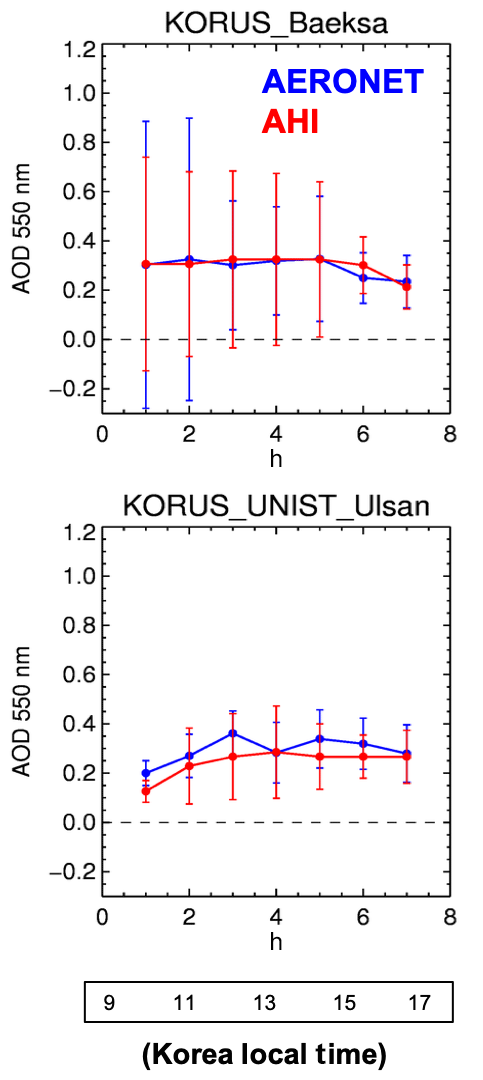 KORUS_Baeksa
1.2
AERONET
1.0
AHI
0.8
0.6
0.4
0.2
0.0
−0.2
AOD 550 nm
0 2 4 6 8
h
KORUS_UNIST_Ulsan
1.2
1.0
0.8
0.6
0.4
0.2
0.0
−0.2
AOD 550 nm
0 2 4 6 8
h
9 11 13 15 17
(Korea local time)